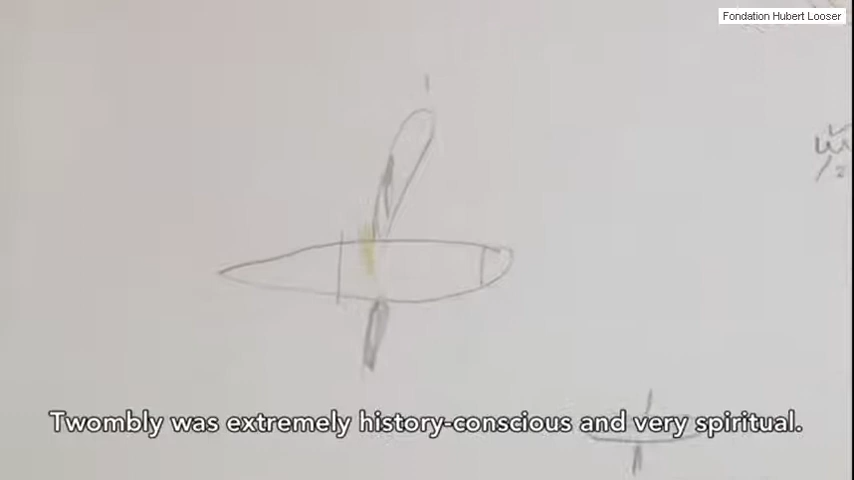 Fondation Hubert Looser
Twombly was extremely history-conscious and very spiritual.